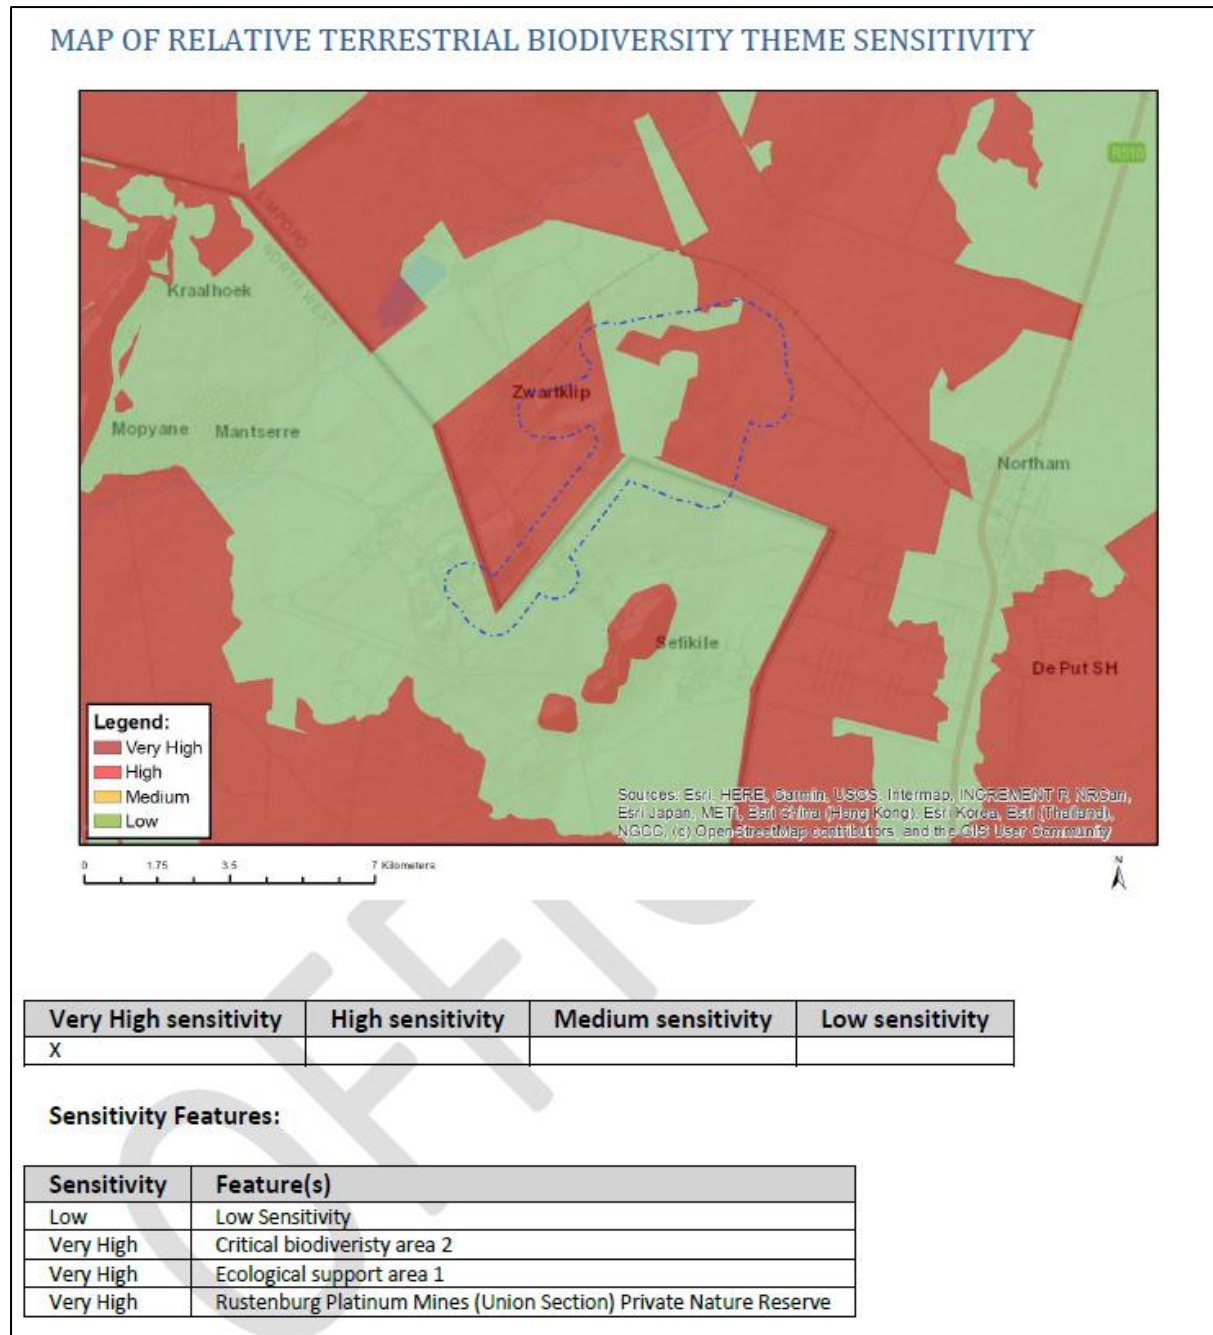 MAP OF RELATIVE TERRESTRIAL BIODIVERSITY THEME SENSITIVITY
R510
LIMPOPO
NORTH WEST
Kraalhoek
Zwartklip
Mopyane
Mantserre
Northam
Sefikile
De Put SH
Legend:
Very High
High
Medium
Low
Sources: Esri, HERE, Garmin, USGS, Intermap, INCREMENT P, NRCan,
Esri Japan, METI, Esri China (Hong Kong), Esri Korea, Esri (Thailand),
NGCC, (c) OpenStreetMap contributors, and the GIS User Community
0 1.75 3.5 7 Kilometers
N
Very High sensitivity High sensitivity Medium sensitivity Low sensitivity
X
Sensitivity Features:
Sensitivity Feature(s)
Low Low Sensitivity
Very High Critical biodiveristy area 2
Very High Ecological support area 1
Very High Rustenburg Platinum Mines (Union Section) Private Nature Reserve